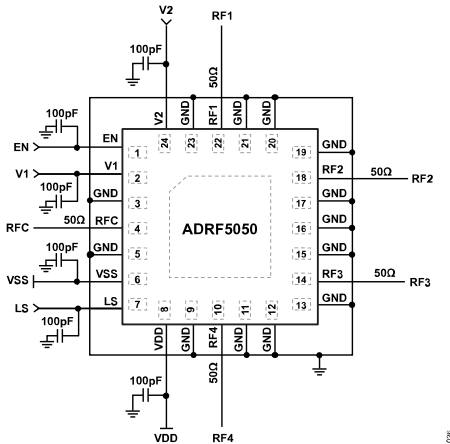 V2
RF1
100pF
50Ω
V2
GND
RF1
GND
GND
24
23
22
21
20
100pF
EN
EN
1
V1
V1
2
100pF
GND
3
RFC
50Ω
RFC
4
GND
5
100pF
VSS
VSS
6
LS
LS
7
100pF
ADRF5050
19
GND
18
RF2
50Ω
RF2
17
GND
16
GND
15
GND
14
RF3
50Ω
RF3
13
GND
8
9
10
11
12
VDD
GND
RF4
GND
GND
100pF
50Ω
VDD
RF4